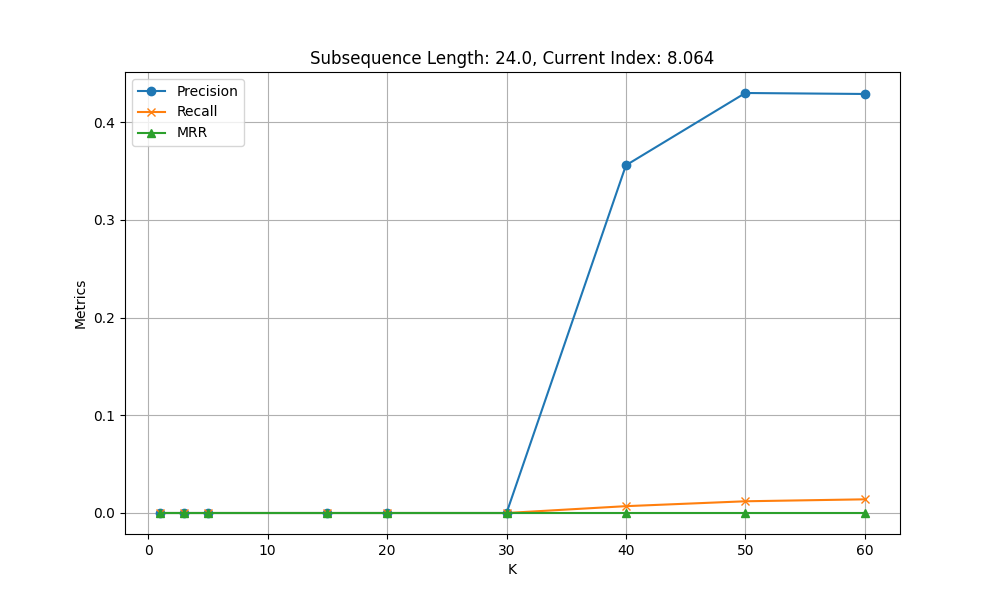 Subsequence Length: 24.0, Current Index: 8.064
Precision
Recall
MRR
Metrics
0.4
0.3
0.2
0.1
0.0
0 10 20 30 40 50 60
K